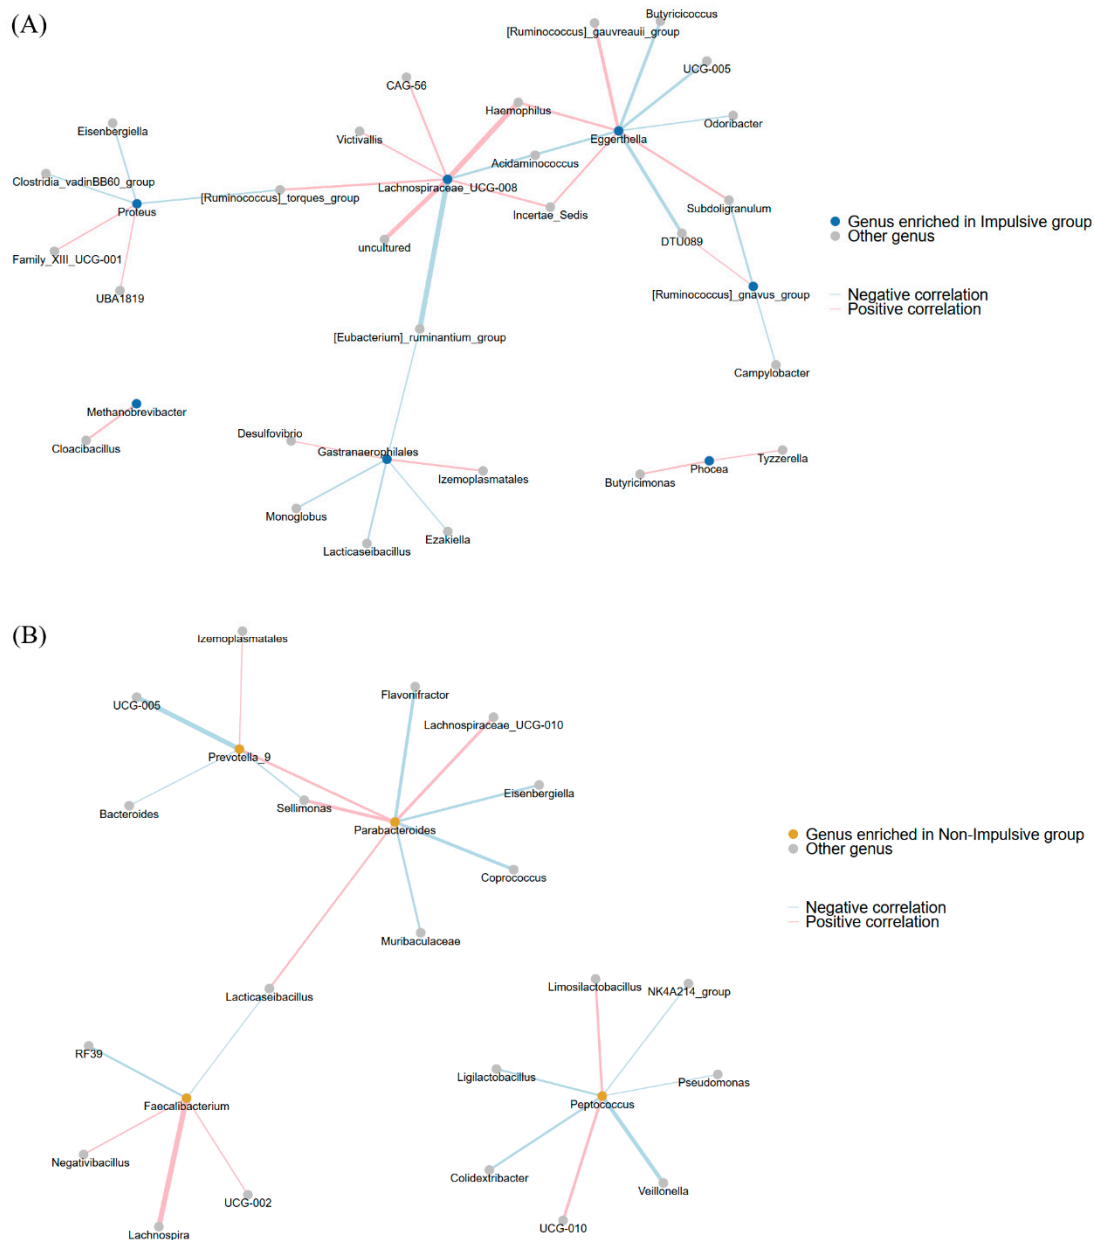 (A)
Butyricicoccus
[Ruminococcus]_gauvreauii_group
UCG-005
CAG-56
Haemophilus
Odoribacter
Eisenbergiella
Victivallis
Eggerthella
Acidaminococcus
Clostridia_vadinBB60_group
Lachnospiraceae_UCG-008
[Ruminococcus]_torques_group
Proteus
Subdoligranulum
Incertae_Sedis
Genus enriched in Impulsive group
Other genus
uncultured
DTU089
Family_XIII_UCG-001
UBA1819
[Ruminococcus]_gnavus_group
Negative correlation
Positive correlation
[Eubacterium]_ruminantium_group
Campylobacter
Methanobrevibacter
Cloacibacillus
Desulfovibrio
Gastranaerophilales
Tyzzerella
Phocea
Izemoplasmatales
Butyricimonas
Monoglobus
Ezakiella
Lacticaseibacillus
(B)
Izemoplasmatales
Flavonifractor
UCG-005
Lachnospiraceae_UCG-010
Prevotella_9
Eisenbergiella
Bacteroides
Sellimonas
Parabacteroides
Genus enriched in Non-Impulsive group
Other genus
Coprococcus
Negative correlation
Positive correlation
Muribaculaceae
Limosilactobacillus
NK4A214_group
Lacticaseibacillus
RF39
Ligilactobacillus
Pseudomonas
Faecalibacterium
Peptococcus
Negativibacillus
Colidextribacter
Veillonella
UCG-002
UCG-010
Lachnospira